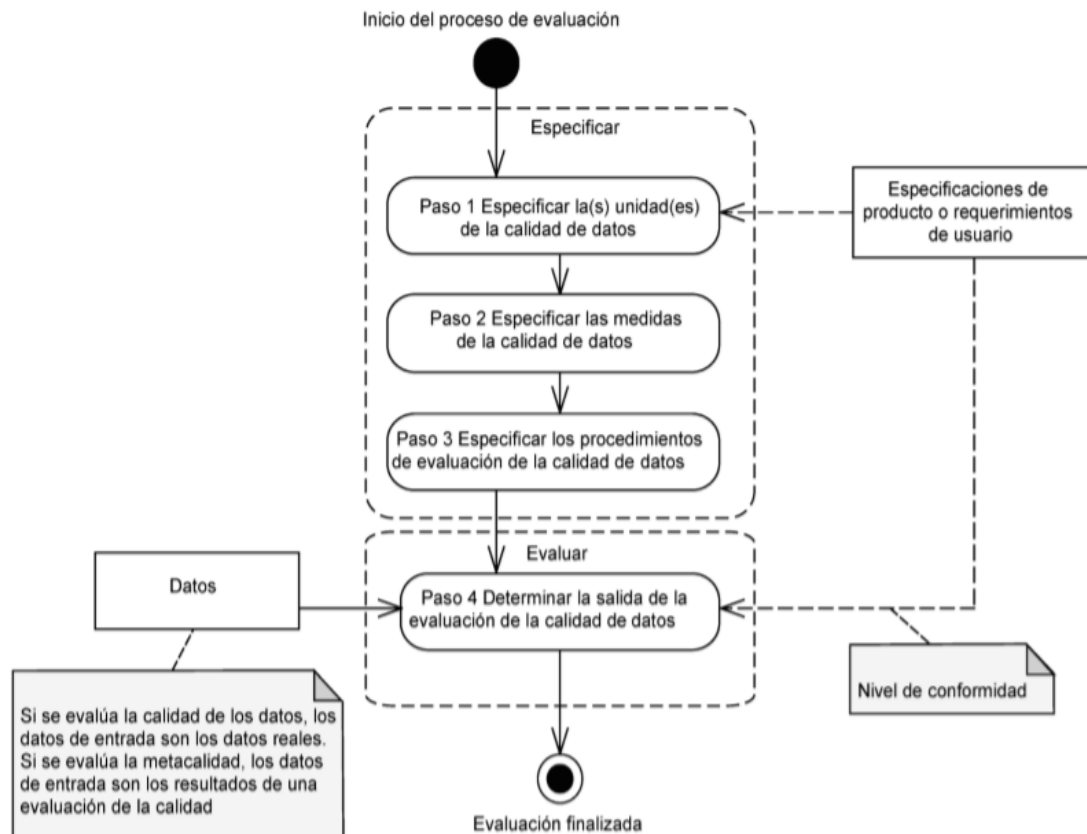 Inicio del proceso de evaluación
Especificar
Paso 1 Especificar la(s) unidad(es)
de la calidad de datos
Especificaciones de
producto o requerimientos
de usuario
Paso 2 Especificar las medidas
de la calidad de datos
Paso 3 Especificar los procedimientos
de evaluación de la calidad de datos
Evaluar
Datos
Paso 4 Determinar la salida de la
evaluación de la calidad de datos
Nivel de conformidad
Si se evalúa la calidad de los datos, los
datos de entrada son los datos reales.
Si se evalúa la metacalidad, los datos
de entrada son los resultados de una
evaluación de la calidad
Evaluación finalizada